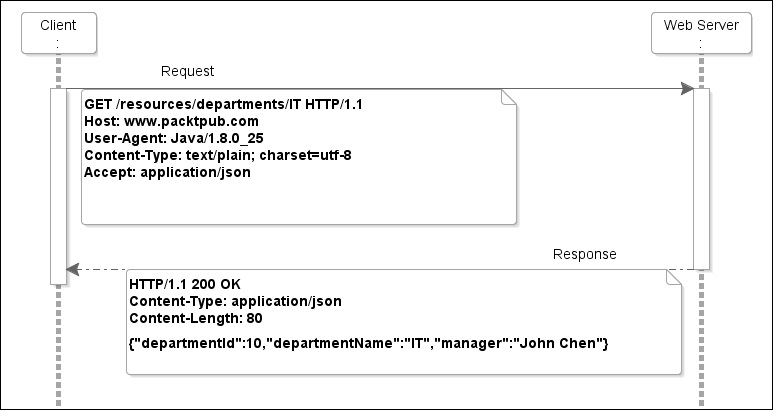 Client
:
Web Server
:
Request
GET /resources/departments/IT HTTP/1.1
Host: www.packtpub.com
User-Agent: Java/1.8.0_25
Content-Type: text/plain; charset=utf-8
Accept: application/json
Response
HTTP/1.1 200 OK
Content-Type: application/json
Content-Length: 80
{"departmentId":10,"departmentName":"IT","manager":"John Chen"}